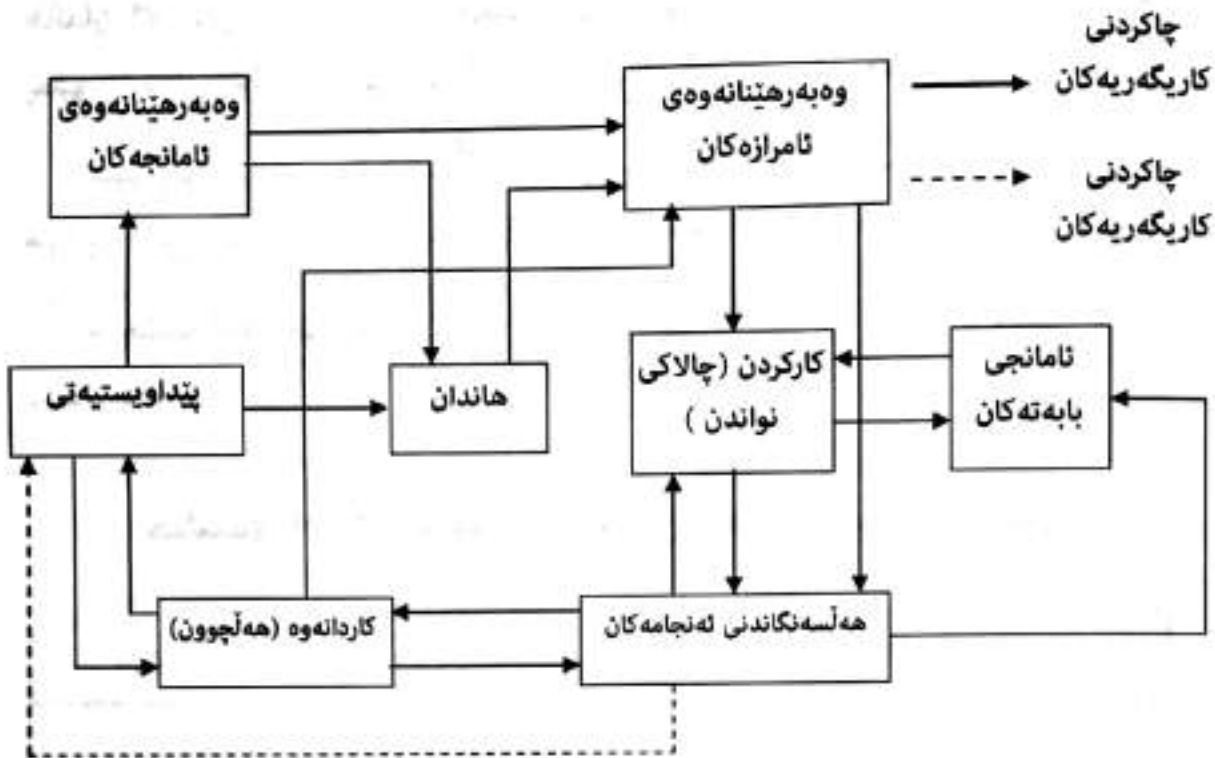 چاکردنی
کاریگەریەکان
چاکردنی
کاریگەریەکان
وەبەرهێنانەوەی
ئامرازەکان
وەبەرهێنانەوەی
ئامانجەکان
ئامانجی
بابەتەکان
کارکردن (چالاکی
نواندن )
هاندان
پێداویستیەتی
هەڵسەنگاندنی ئەنجامەکان
کاردانەوە (هەڵچوون)